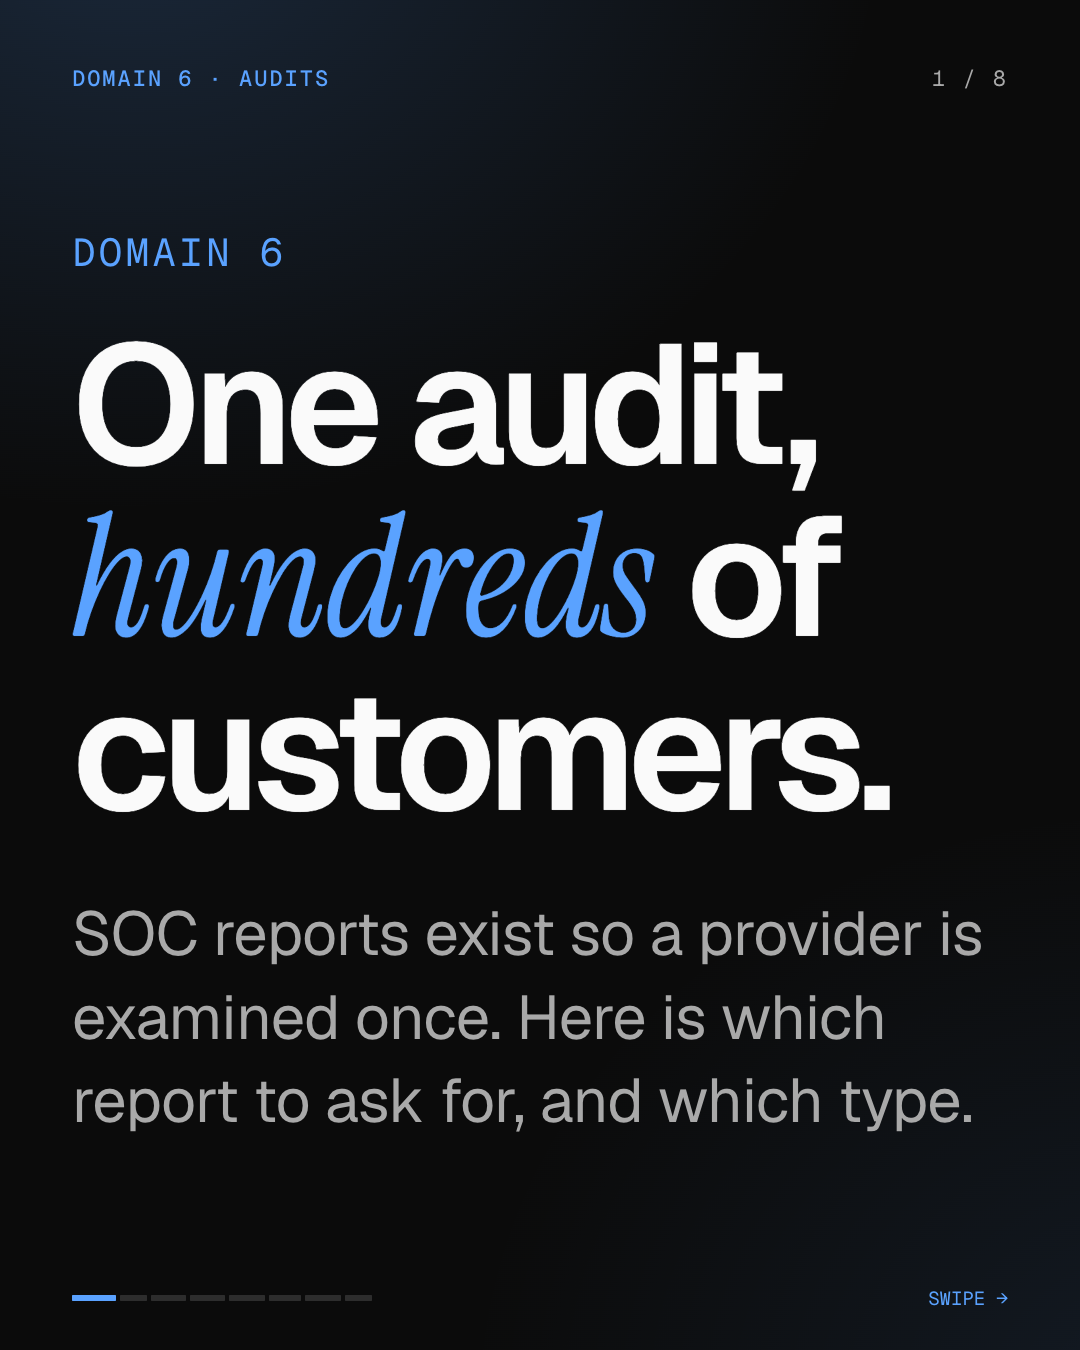 DOMAIN 6 · AUDITS
1 / 8
DOMAIN 6
One audit,
hundreds of
customers.
SOC reports exist so a provider is
examined once. Here is which
report to ask for, and which type.
SWIPE →